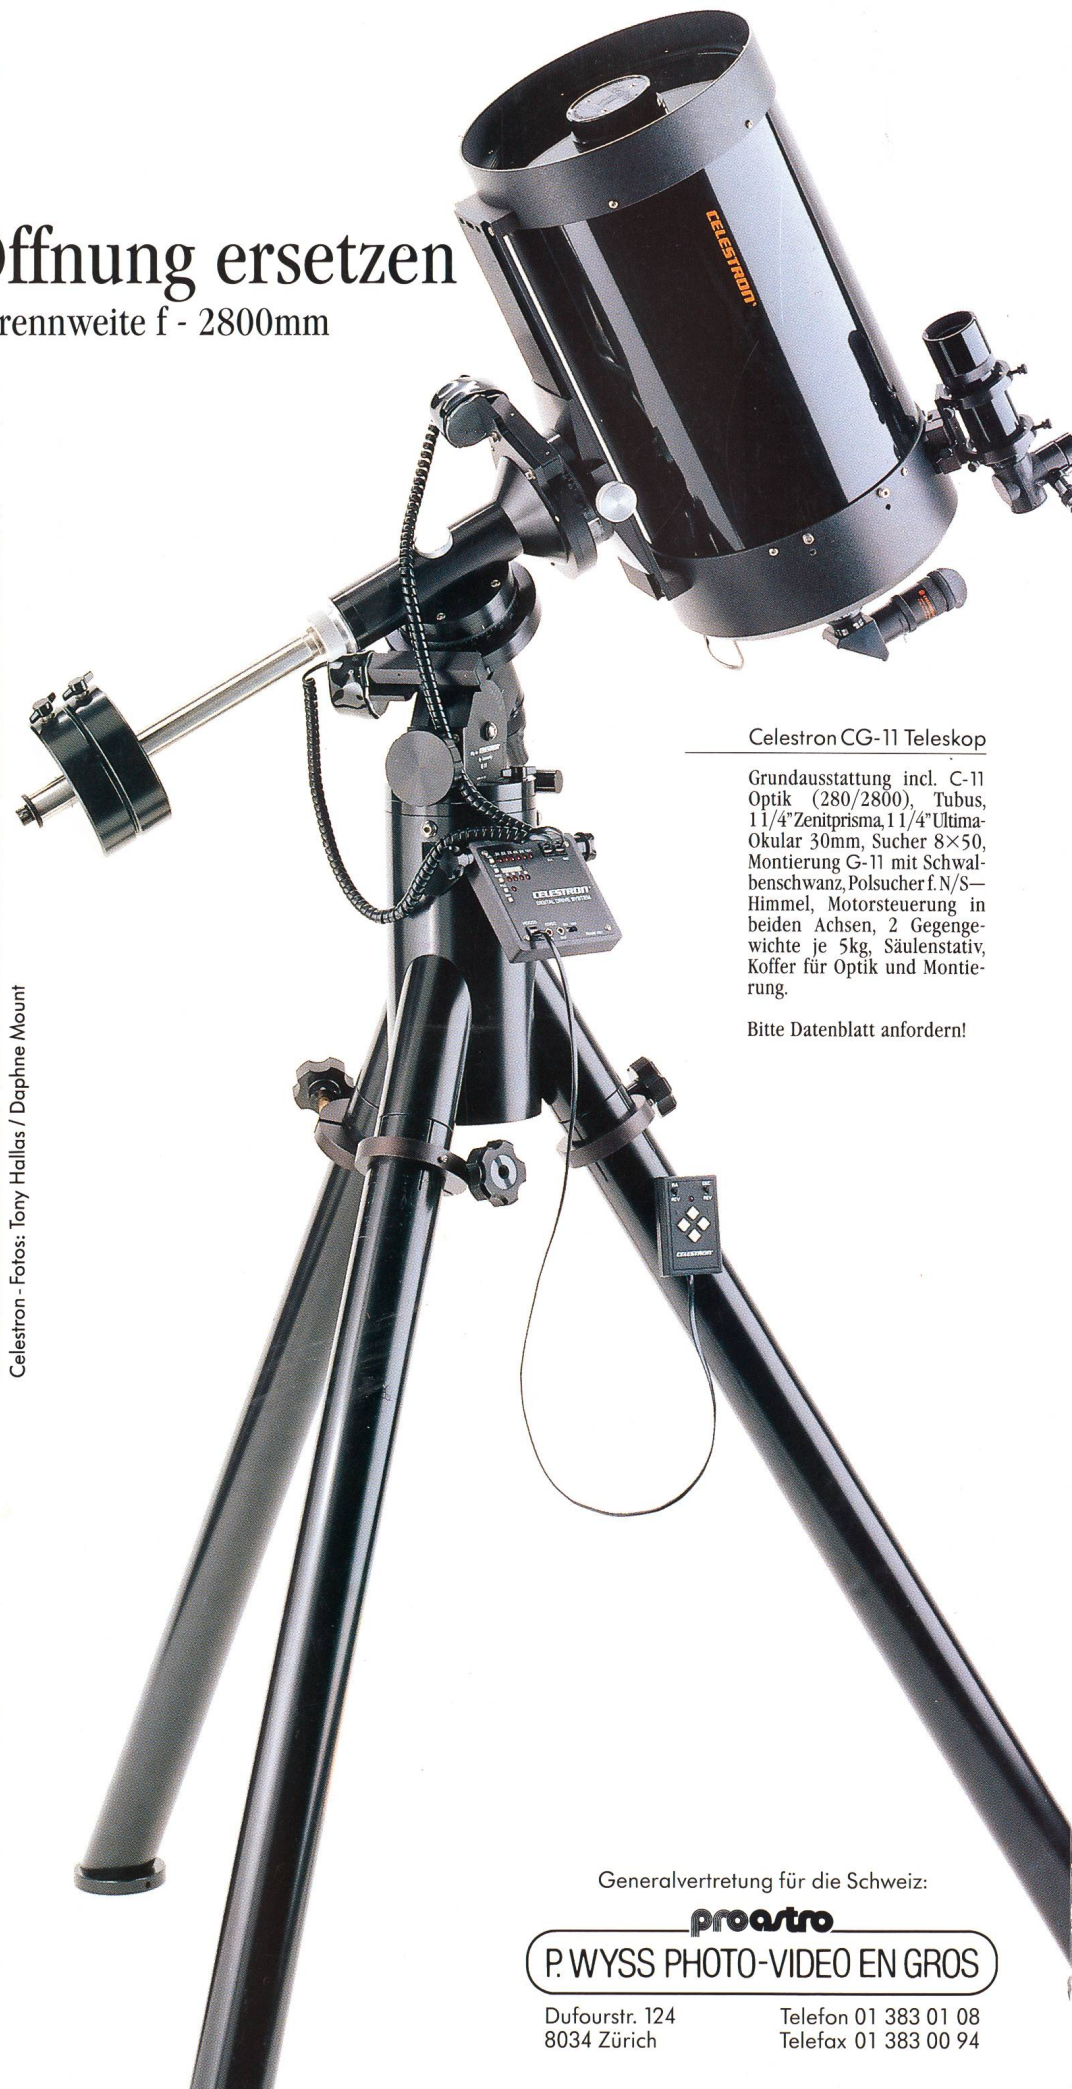 Öffnung ersetzen
rennweite f - 2800mm
CELESTRON
Celestron CG-11 Teleskop
Grundausstattung incl. C-11
Optik (280/2800), Tubus,
1 1/4" Zenitprisma, 1 1/4" Ultima-
Okular 30mm, Sucher 8×50,
Montierung G-11 mit Schwal-
benschwanz, Polsucher f. N/S—
Himmel, Motorsteuerung in
beiden Achsen, 2 Gegenge-
wichte je 5kg, Säulenstativ,
Koffer für Optik und Montie-
rung.
Bitte Datenblatt anfordern!
CELESTRON
DIGITAL DRIVE SYSTEM
RA DEC
REV REV
CELESTRON
Celestron - Fotos: Tony Hallas / Daphne Mount
Generalvertretung für die Schweiz:
proastro
P. WYSS PHOTO-VIDEO EN GROS
Dufourstr. 124 Telefon 01 383 01 08
8034 Zürich Telefax 01 383 00 94